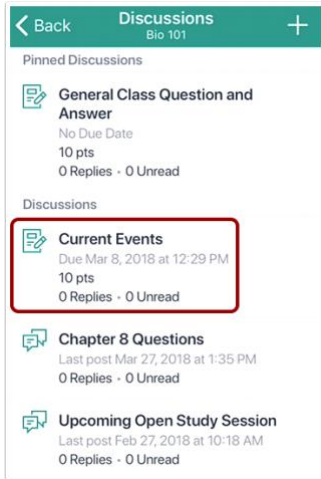 Back
Discussions
Bio 101
Pinned Discussions
General Class Question and
Answer
No Due Date
10 pts
0 Replies • 0 Unread
Discussions
Current Events
Due Mar 8, 2018 at 12:29 PM
10 pts
0 Replies • 0 Unread
Chapter 8 Questions
Last post Mar 27, 2018 at 1:35 PM
0 Replies • 0 Unread
Upcoming Open Study Session
Last post Feb 27, 2018 at 10:18 AM
0 Replies • 0 Unread